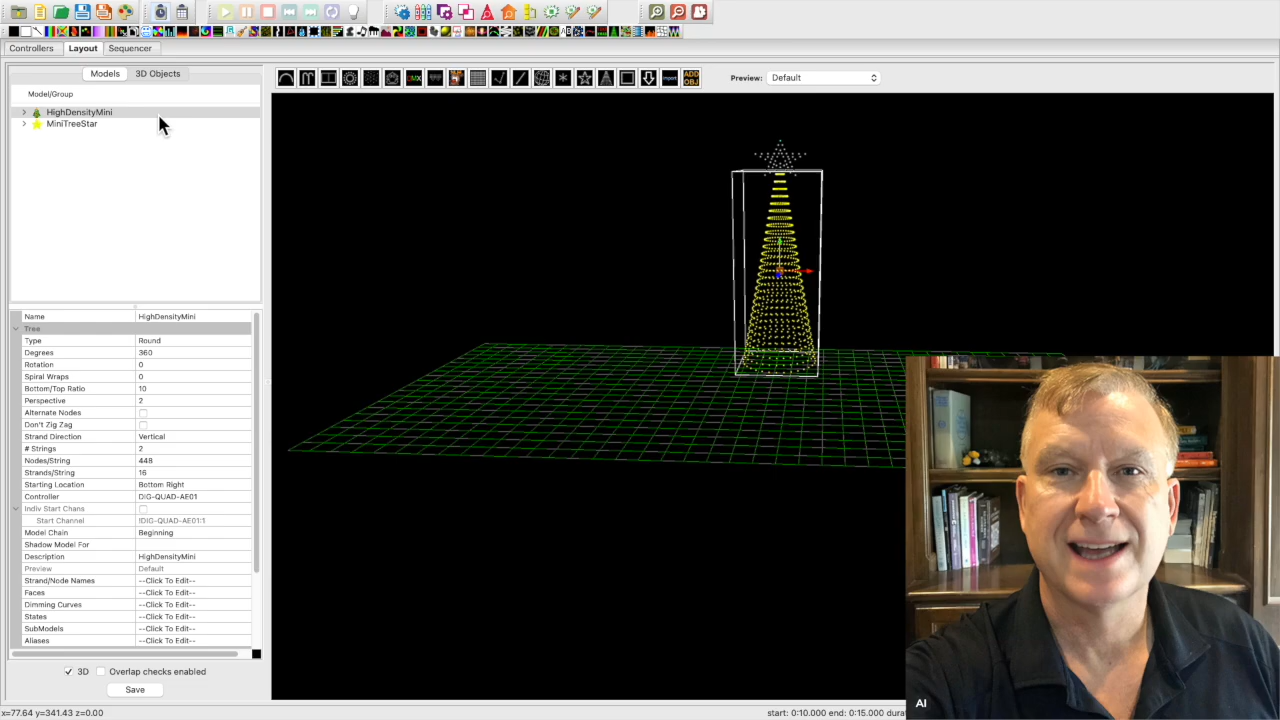 Controllers Layout Sequencer
Models 3D Objects
Model/Group
HighDensityMini
MiniTreeStar
DMX
import
ADD OBJ
Preview: Default
Name HighDensityMini
Tree
Type Round
Degrees 360
Rotation 0
Spiral Wraps 0
Bottom/Top Ratio 10
Perspective 2
Alternate Nodes
Don't Zig Zag
Strand Direction Vertical
# Strings 2
Nodes/String 448
Strands/String 16
Starting Location Bottom Right
Controller DIG-QUAD-AE01
Indiv Start Chans
Start Channel !DIG-QUAD-AE01:1
Model Chain Beginning
Shadow Model For
Description HighDensityMini
Preview Default
Strand/Node Names --Click To Edit--
Faces --Click To Edit--
Dimming Curves --Click To Edit--
States --Click To Edit--
SubModels --Click To Edit--
Aliases --Click To Edit--
3D Overlap checks enabled
Save
x=77.64 y=341.43 z=0.00
start: 0:10.000 end: 0:15.000 dura
AI